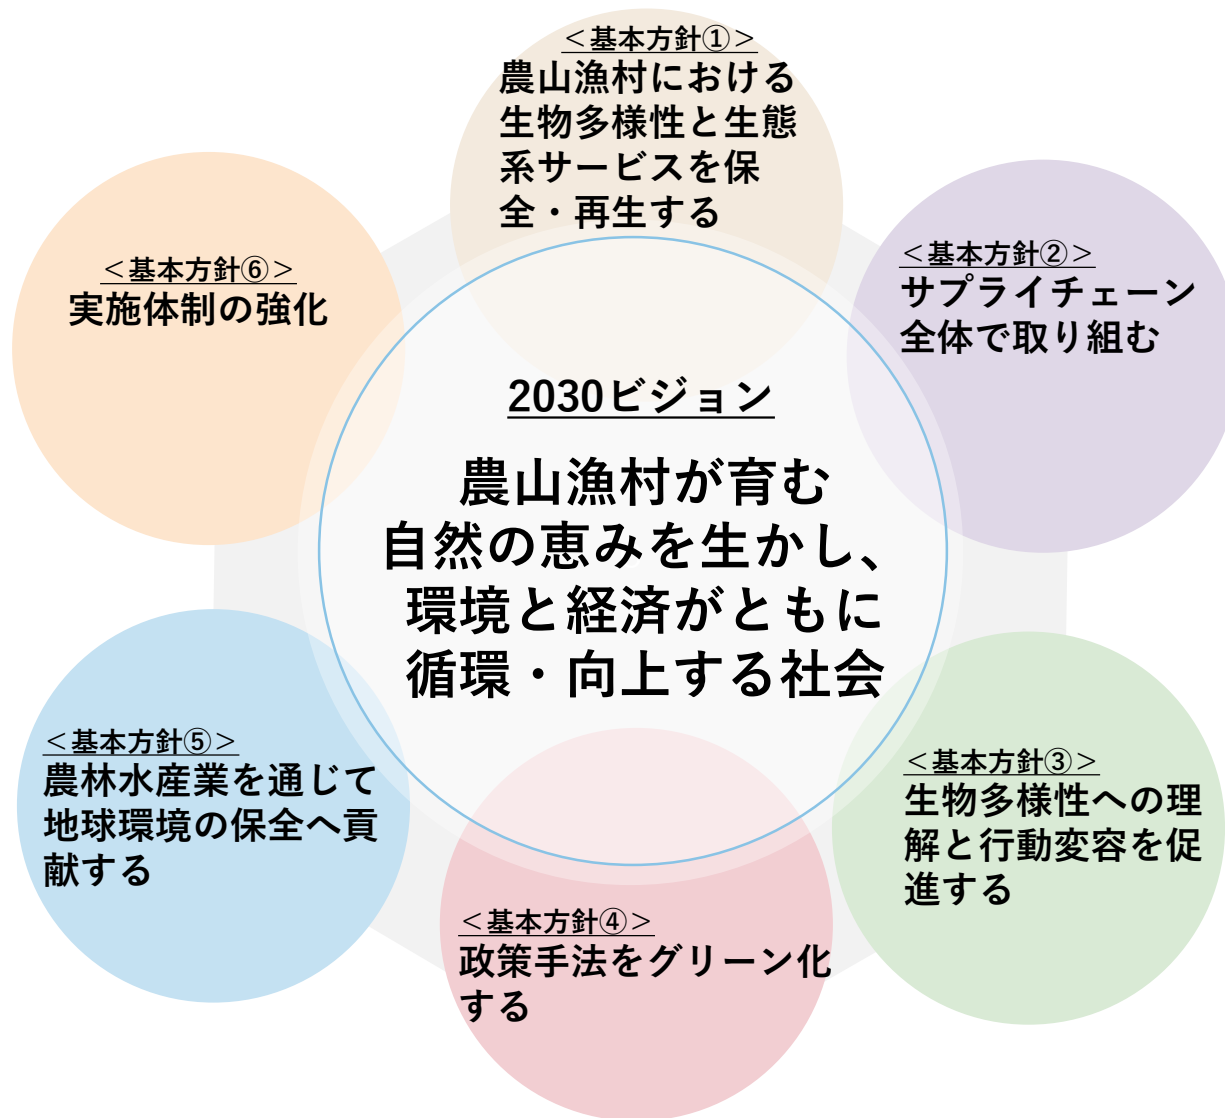 ＜基本方針①＞
農山漁村における
生物多様性と生態
系サービスを保
全・再生する
＜基本方針②＞
サプライチェーン
全体で取り組む
＜基本方針⑥＞
実施体制の強化
2030ビジョン
農山漁村が育む
自然の恵みを生かし、
環境と経済がともに
循環・向上する社会
＜基本方針③＞
生物多様性への理
解と行動変容を促
進する
＜基本方針⑤＞
農林水産業を通じて
地球環境の保全へ貢
献する
＜基本方針④＞
政策手法をグリーン化
する